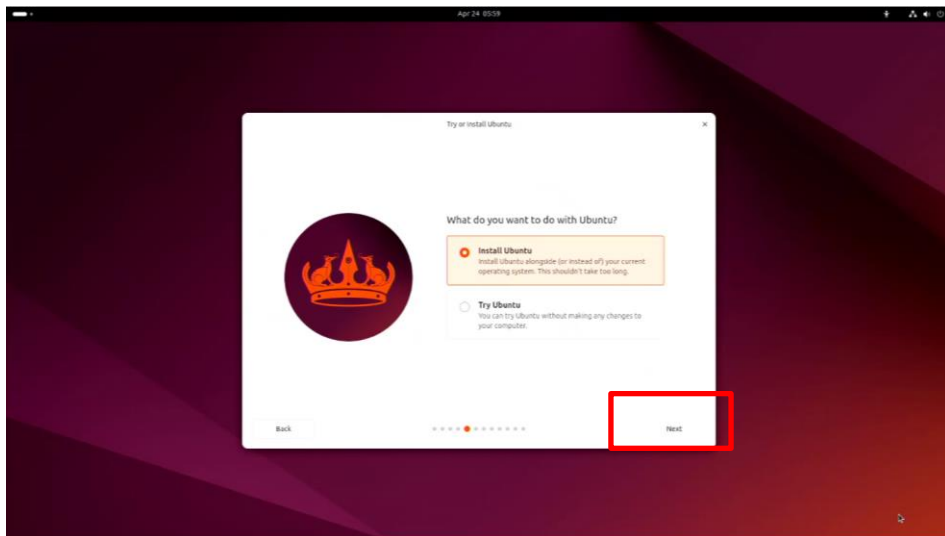 Apr 24 05:59
Try or install Ubuntu
What do you want to do with Ubuntu?
Install Ubuntu
Install Ubuntu alongside (or instead of) your current
operating system. This shouldn't take too long.
Try Ubuntu
You can try Ubuntu without making any changes to
your computer.
Back
Next